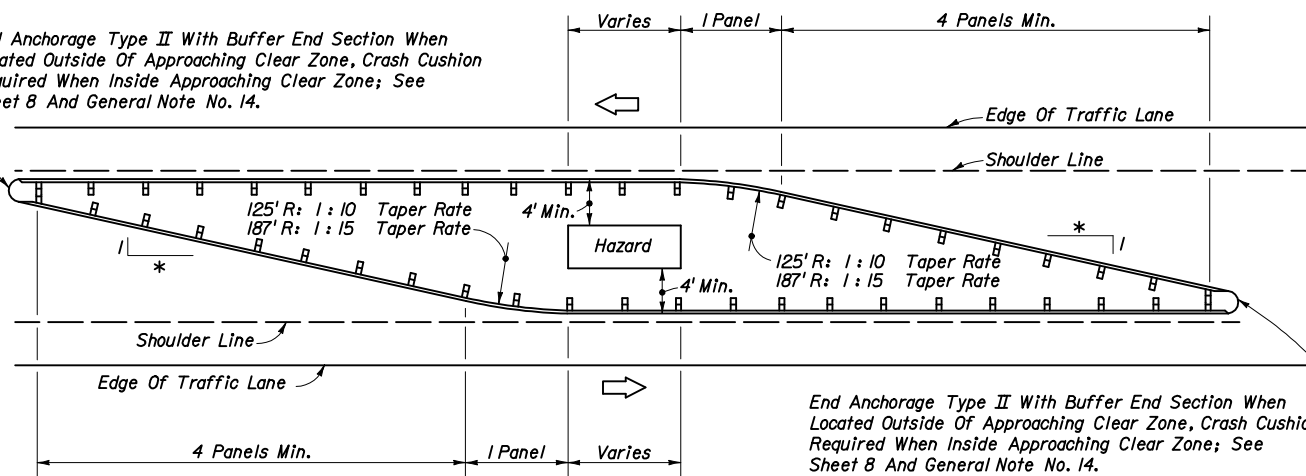 Varies
1 Panel
4 Panels Min.
Anchorage Type II With Buffer End Section When
Outside Of Approaching Clear Zone, Crash Cushion
When Inside Approaching Clear Zone; See
8 And General Note No. 14.
Edge Of Traffic Lane
Shoulder Line
125' R: 1 : 10 Taper Rate
187' R: 1 : 15 Taper Rate
4' Min.
Hazard
*
1
1
*
125' R: 1 : 10 Taper Rate
187' R: 1 : 15 Taper Rate
4' Min.
Shoulder Line
Edge Of Traffic Lane
End Anchorage Type II With Buffer End Section When
Located Outside Of Approaching Clear Zone, Crash
Required When Inside Approaching Clear Zone; See
Sheet 8 And General Note No. 14.
4 Panels Min.
1 Panel
Varies